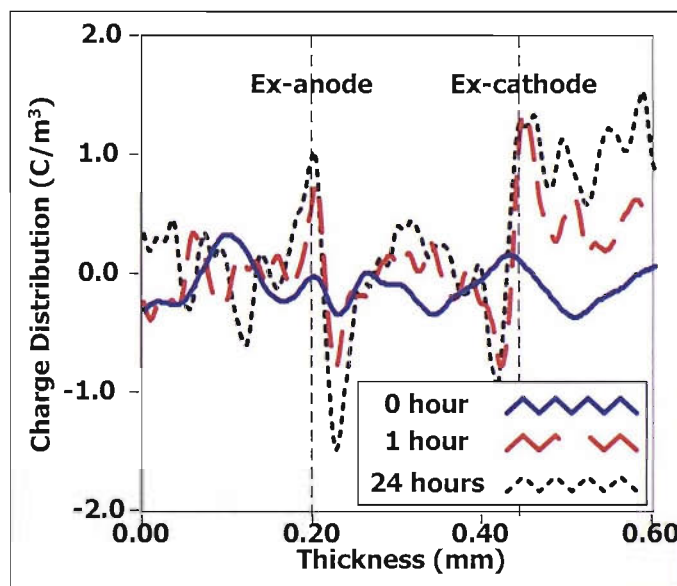 2.0
1.0
0.0
-1.0
-2.0
Charge Distribution (C/m³)
Ex-anode
Ex-cathode
0 hour
1 hour
24 hours
0.00
0.20
0.40
0.60
Thickness (mm)